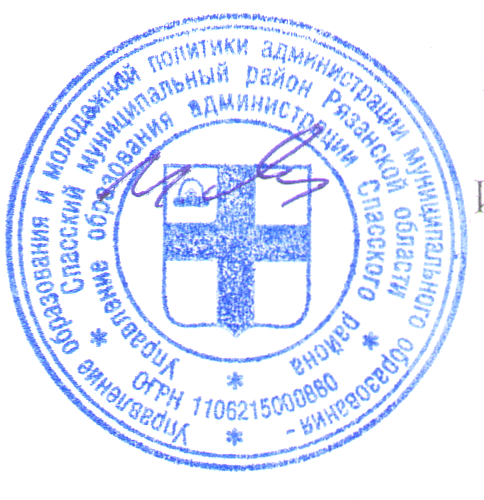 Управление образования и молодежной политики администрации муниципального образования -
Спасский муниципальный район Рязанской области
* Управление образования администрации Спасского района *
* ОГРН 1106215000860 *